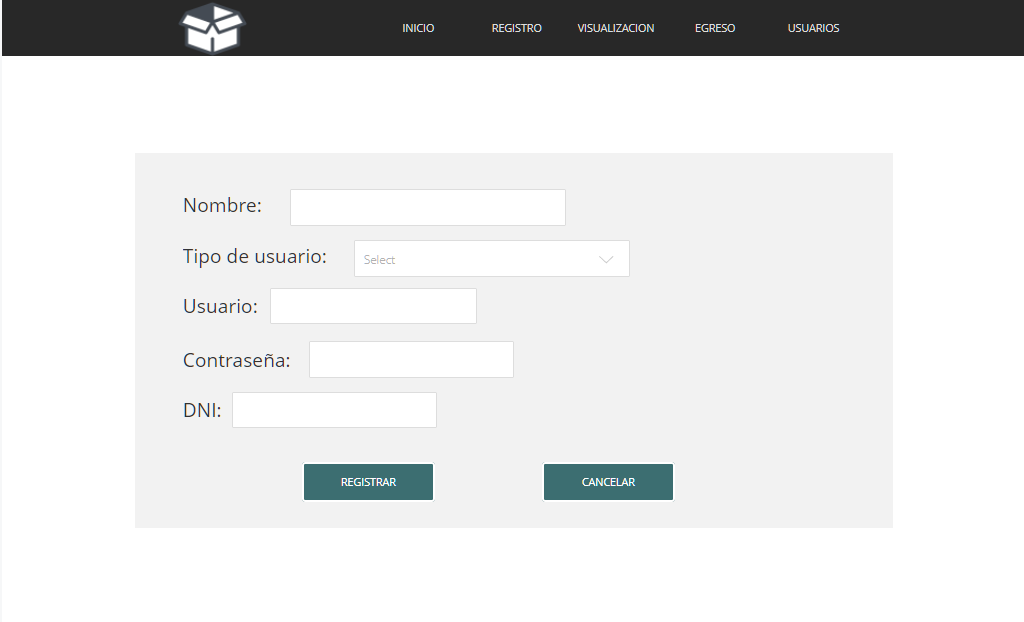 INICIO REGISTRO VISUALIZACION EGRESO USUARIOS
Nombre:
Tipo de usuario: Select
Usuario:
Contraseña:
DNI:
REGISTRAR CANCELAR